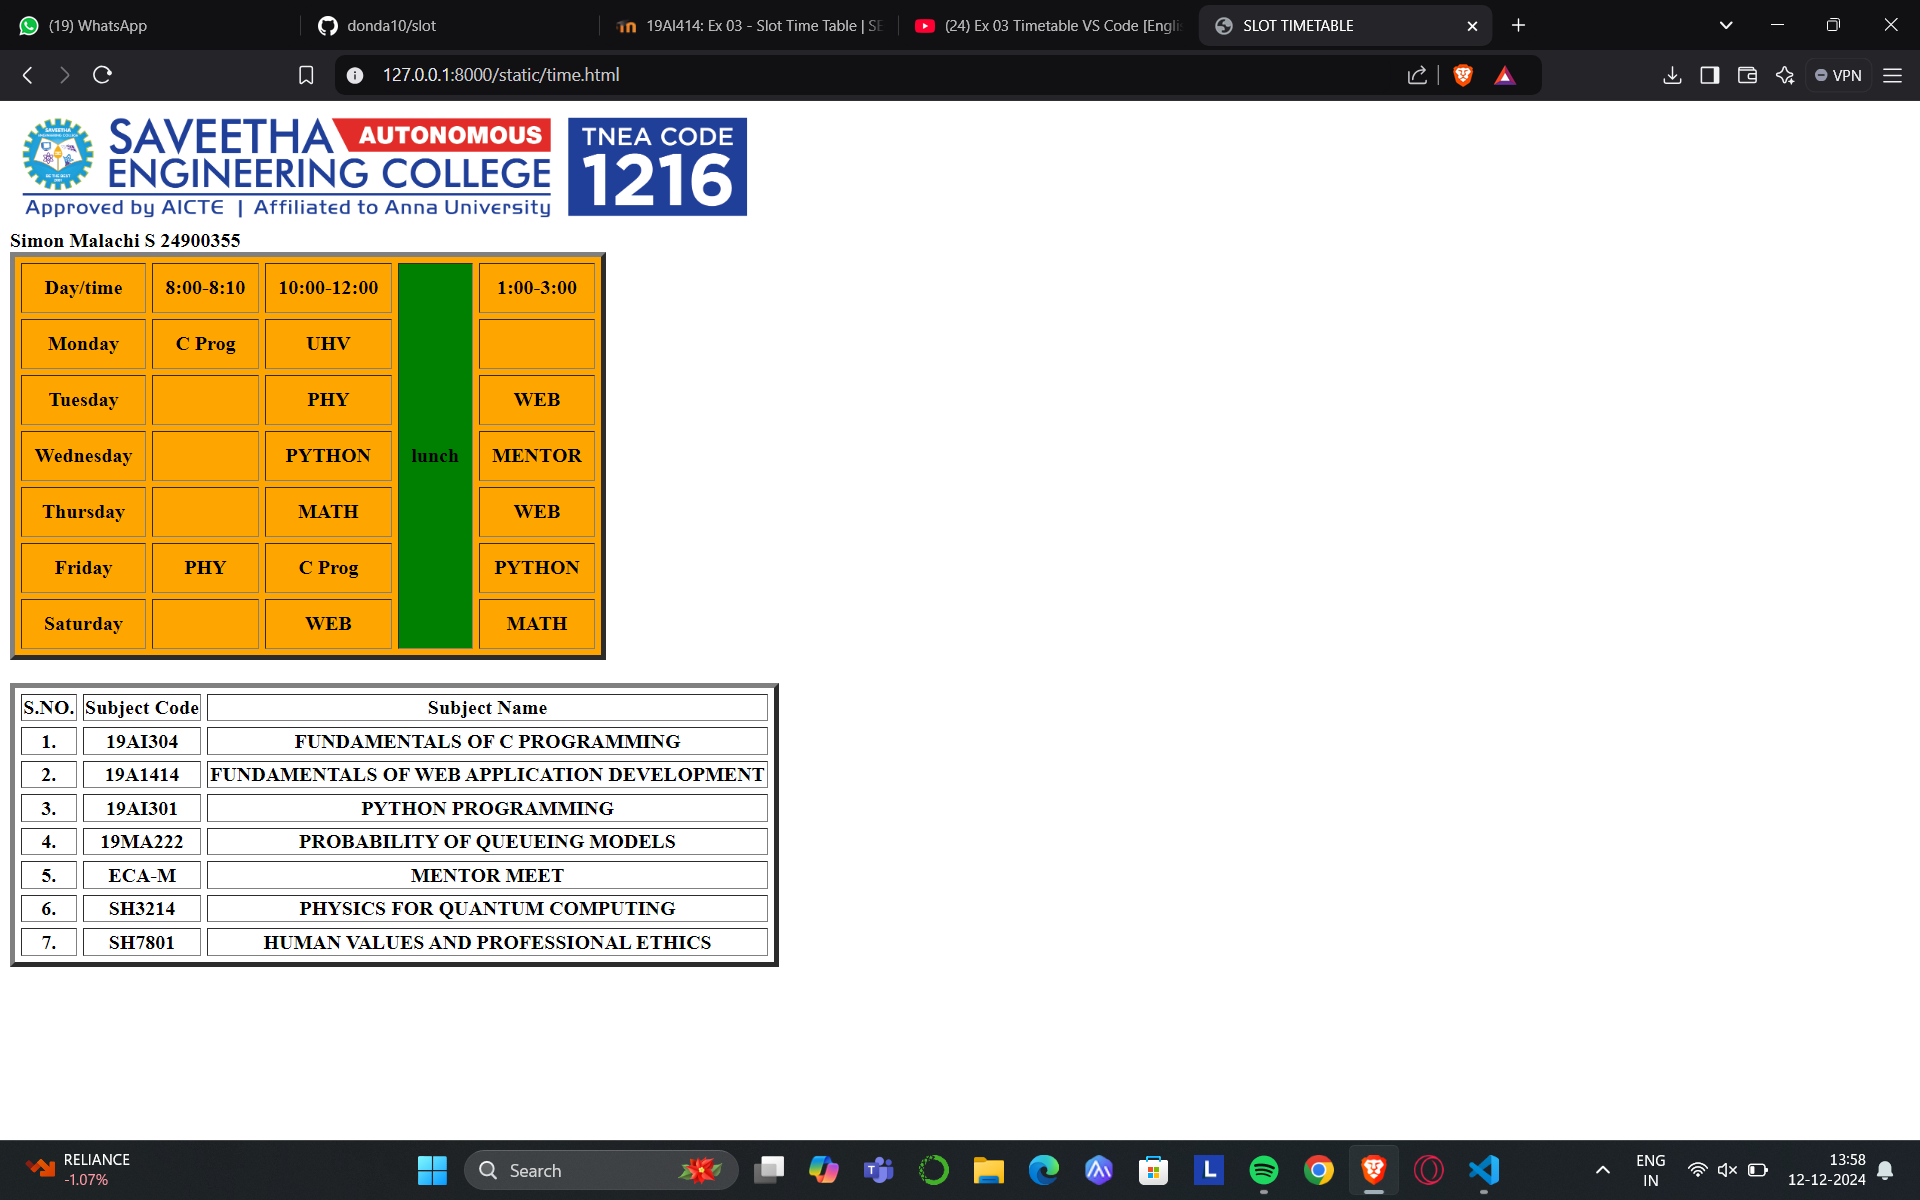 (19) WhatsApp
donda10/slot
19AI414: Ex 03 - Slot Time Table | SE
(24) Ex 03 Timetable VS Code [Engli
SLOT TIMETABLE
127.0.0.1:8000/static/time.html
VPN
SAVEETHA AUTONOMOUS
ENGINEERING COLLEGE
Approved by AICTE | Affiliated to Anna University
TNEA CODE
1216
Simon Malachi S 24900355
Day/time 8:00-8:10 10:00-12:00 1:00-3:00
Monday C Prog UHV
Tuesday PHY WEB
Wednesday PYTHON lunch MENTOR
Thursday MATH WEB
Friday PHY C Prog PYTHON
Saturday WEB MATH
S.NO. Subject Code Subject Name
1. 19AI304 FUNDAMENTALS OF C PROGRAMMING
2. 19A1414 FUNDAMENTALS OF WEB APPLICATION DEVELOPMENT
3. 19AI301 PYTHON PROGRAMMING
4. 19MA222 PROBABILITY OF QUEUEING MODELS
5. ECA-M MENTOR MEET
6. SH3214 PHYSICS FOR QUANTUM COMPUTING
7. SH7801 HUMAN VALUES AND PROFESSIONAL ETHICS
RELIANCE
-1.07%
Search
ENG
IN
13:58
12-12-2024